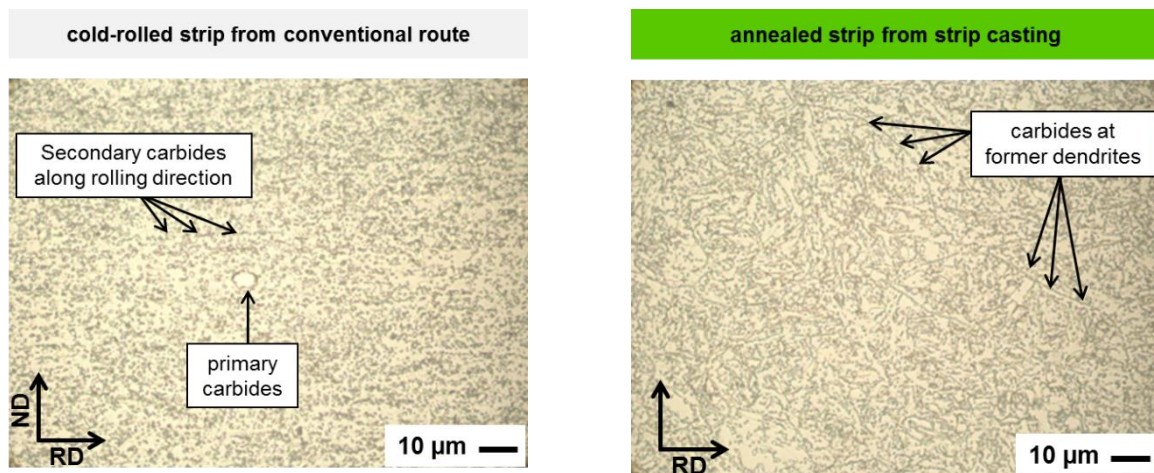 cold-rolled strip from conventional route
annealed strip from strip casting
Secondary carbides
along rolling direction
primary
carbides
ND
RD
10 µm
carbides at
former dendrites
RD
10 µm